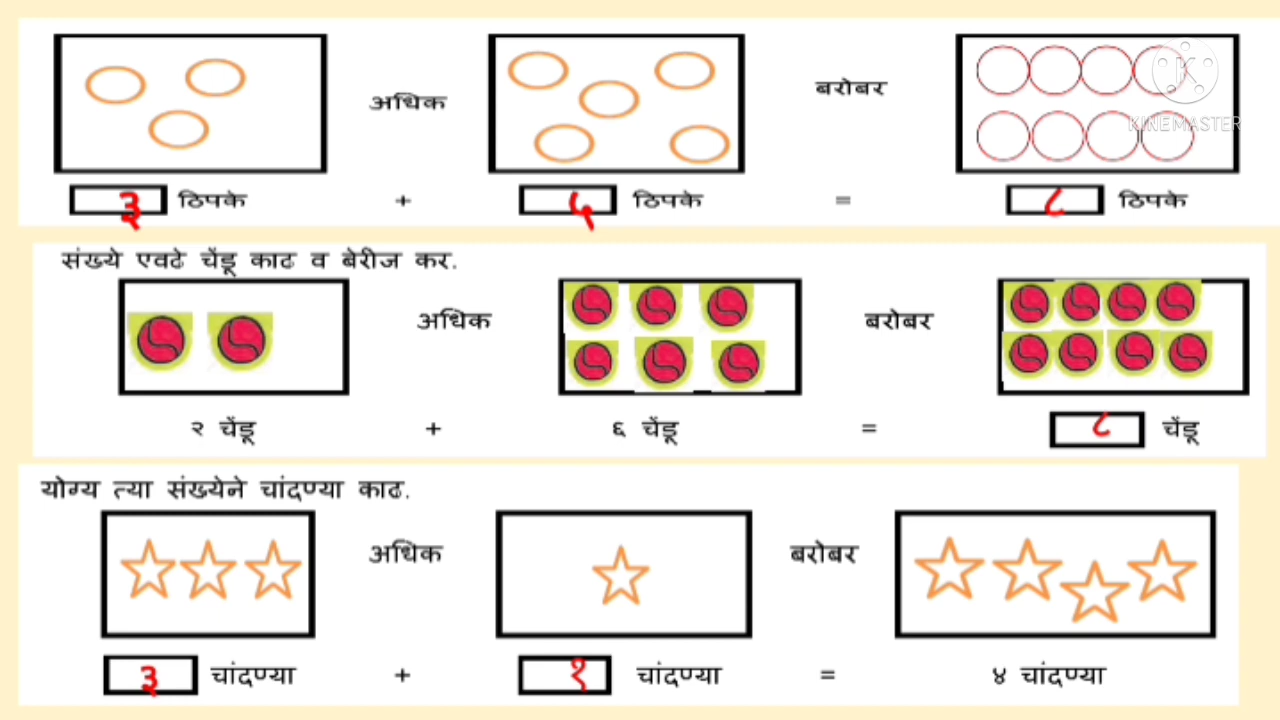 अधिक बरोबर
K
KINEMASTER
३ ठिपके + ५ ठिपके = ८ ठिपके
संख्ये एवढे चेंडू काढ व बेरीज कर.
अधिक बरोबर
२ चेंडू + ६ चेंडू = ८ चेंडू
योग्य त्या संख्येने चांदण्या काढ.
अधिक बरोबर
३ चांदण्या + १ चांदण्या = ४ चांदण्या